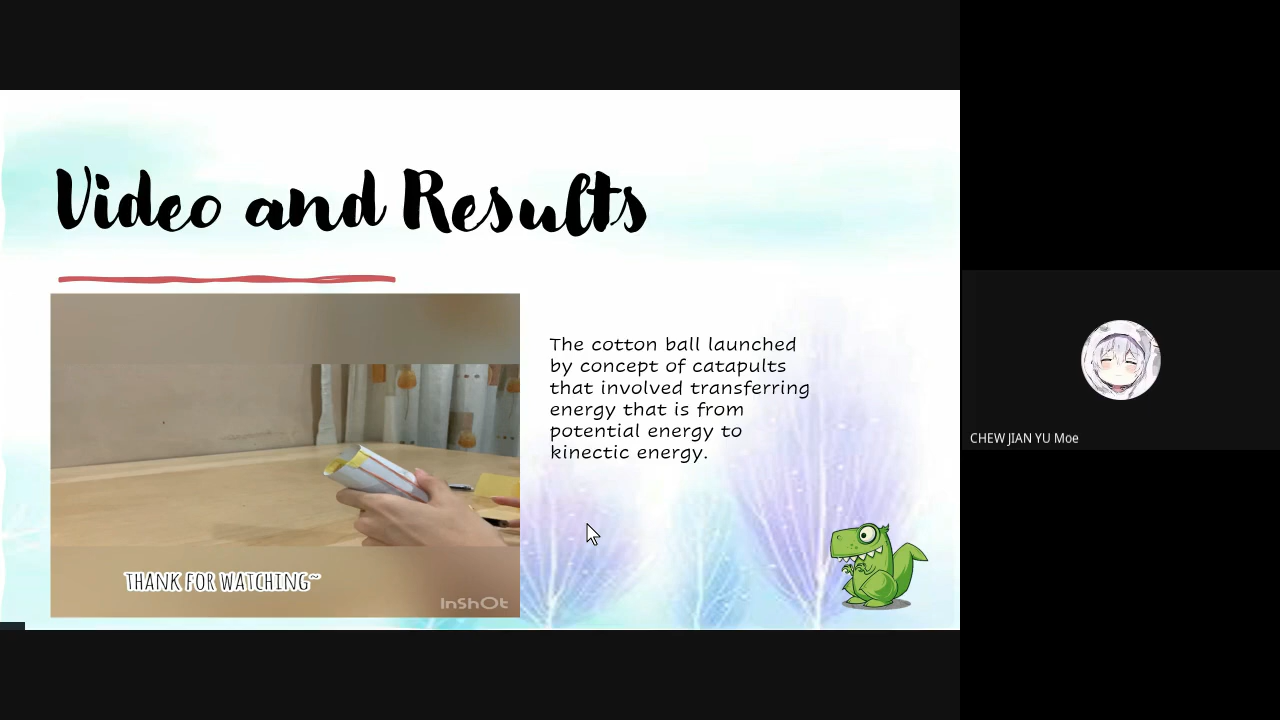 Video and Results
The cotton ball launched
by concept of catapults
that involved transferring
energy that is from
potential energy to
kinectic energy.
THANK FOR WATCHING~
InShOt
CHEW JIAN YU Moe